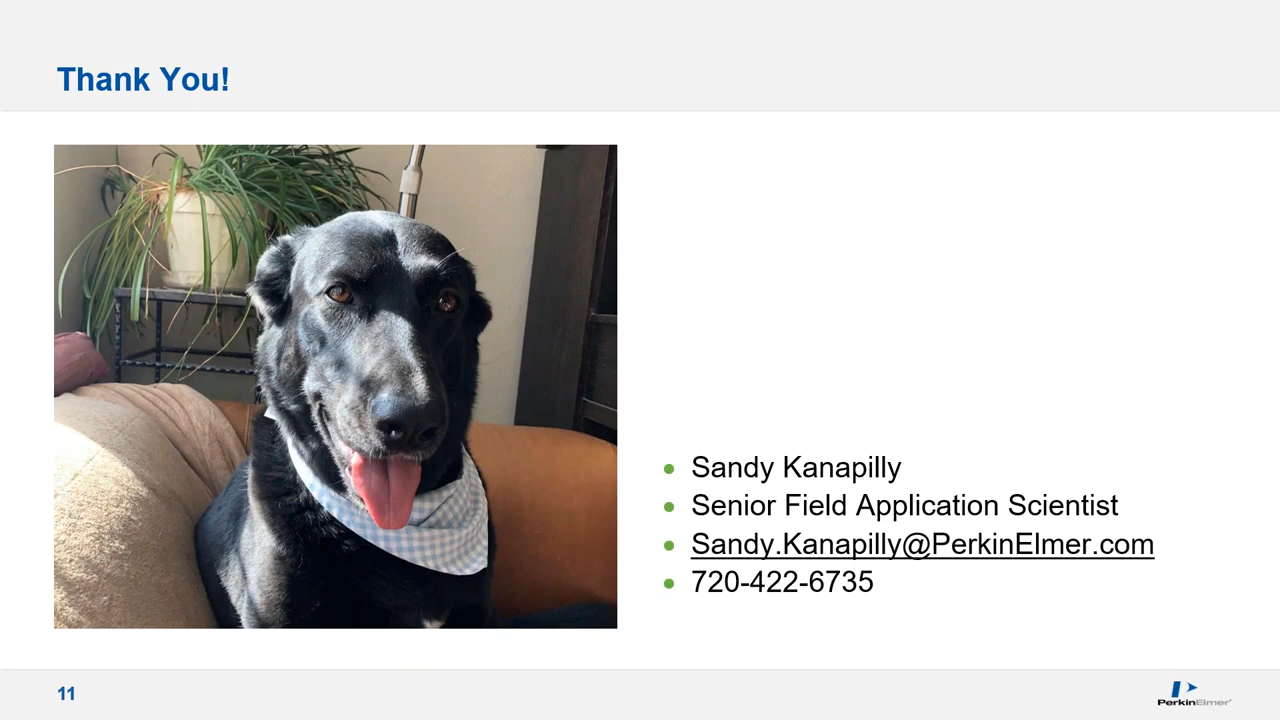 Thank You!
Sandy Kanapilly
Senior Field Application Scientist
Sandy.Kanapilly@PerkinElmer.com
720-422-6735
11
PerkinElmer